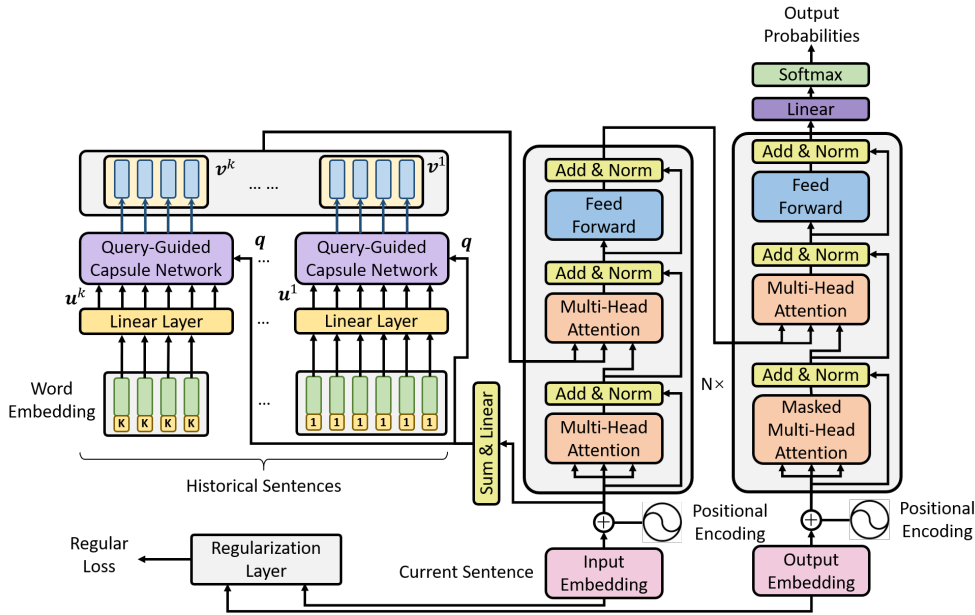 Output
Probabilities
Softmax
Linear
Add & Norm
Feed
Forward
Add & Norm
Multi-Head
Attention
Add & Norm
Masked
Multi-Head
Attention
N×
Add & Norm
Feed
Forward
Add & Norm
Multi-Head
Attention
Add & Norm
Multi-Head
Attention
v^k
... ...
v^1
Query-Guided
Capsule Network
q
...
Query-Guided
Capsule Network
q
u^k
u^1
Linear Layer
...
Linear Layer
Word
Embedding
...
K K K K
1 1 1 1 1 1
Historical Sentences
Sum & Linear
Positional
Encoding
Positional
Encoding
Regular
Loss
Regularization
Layer
Current Sentence
Input
Embedding
Output
Embedding